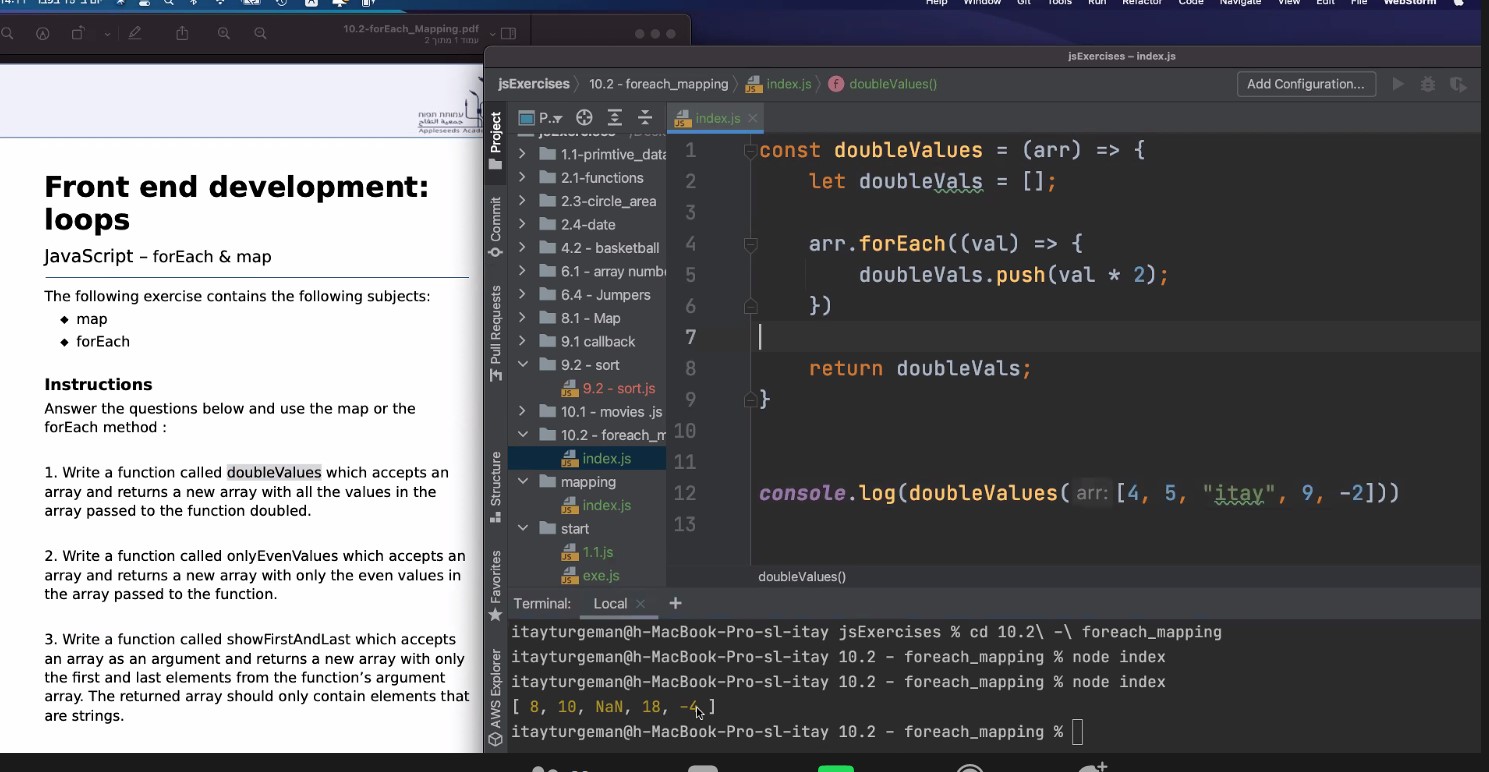 Help Window Git Tools Run Refactor Code Navigate View Edit File WebStorm
10.2-forEach_Mapping.pdf
עמוד 1 מתוך 2
עמותת תפוח
جمعية التفاح
Appleseeds Acade
Front end development:
loops
JavaScript – forEach & map
The following exercise contains the following subjects:
◆ map
◆ forEach
Instructions
Answer the questions below and use the map or the
forEach method :
1. Write a function called doubleValues which accepts an
array and returns a new array with all the values in the
array passed to the function doubled.
2. Write a function called onlyEvenValues which accepts an
array and returns a new array with only the even values in
the array passed to the function.
3. Write a function called showFirstAndLast which accepts
an array as an argument and returns a new array with only
the first and last elements from the function’s argument
array. The returned array should only contain elements that
are strings.
jsExercises – index.js
jsExercises 10.2 - foreach_mapping index.js doubleValues()
Add Configuration...
Project
Commit
Pull Requests
Structure
Favorites
AWS Explorer
P..
1.1-primtive_data
2.1-functions
2.3-circle_area
2.4-date
4.2 - basketball
6.1 - array numbe
6.4 - Jumpers
8.1 - Map
9.1 callback
9.2 - sort
9.2 - sort.js
10.1 - movies .js
10.2 - foreach_m
index.js
mapping
index.js
start
1.1.js
exe.js
index.js
1 const doubleValues = (arr) => {
2 let doubleVals = [];
3
4 arr.forEach((val) => {
5 doubleVals.push(val * 2);
6 })
7
8 return doubleVals;
9 }
10
11
12 console.log(doubleValues( arr: [4, 5, "itay", 9, -2]))
13
doubleValues()
Terminal: Local
itayturgeman@h-MacBook-Pro-sl-itay jsExercises % cd 10.2\ -\ foreach_mapping
itayturgeman@h-MacBook-Pro-sl-itay 10.2 - foreach_mapping % node index
itayturgeman@h-MacBook-Pro-sl-itay 10.2 - foreach_mapping % node index
[ 8, 10, NaN, 18, -4 ]
itayturgeman@h-MacBook-Pro-sl-itay 10.2 - foreach_mapping %